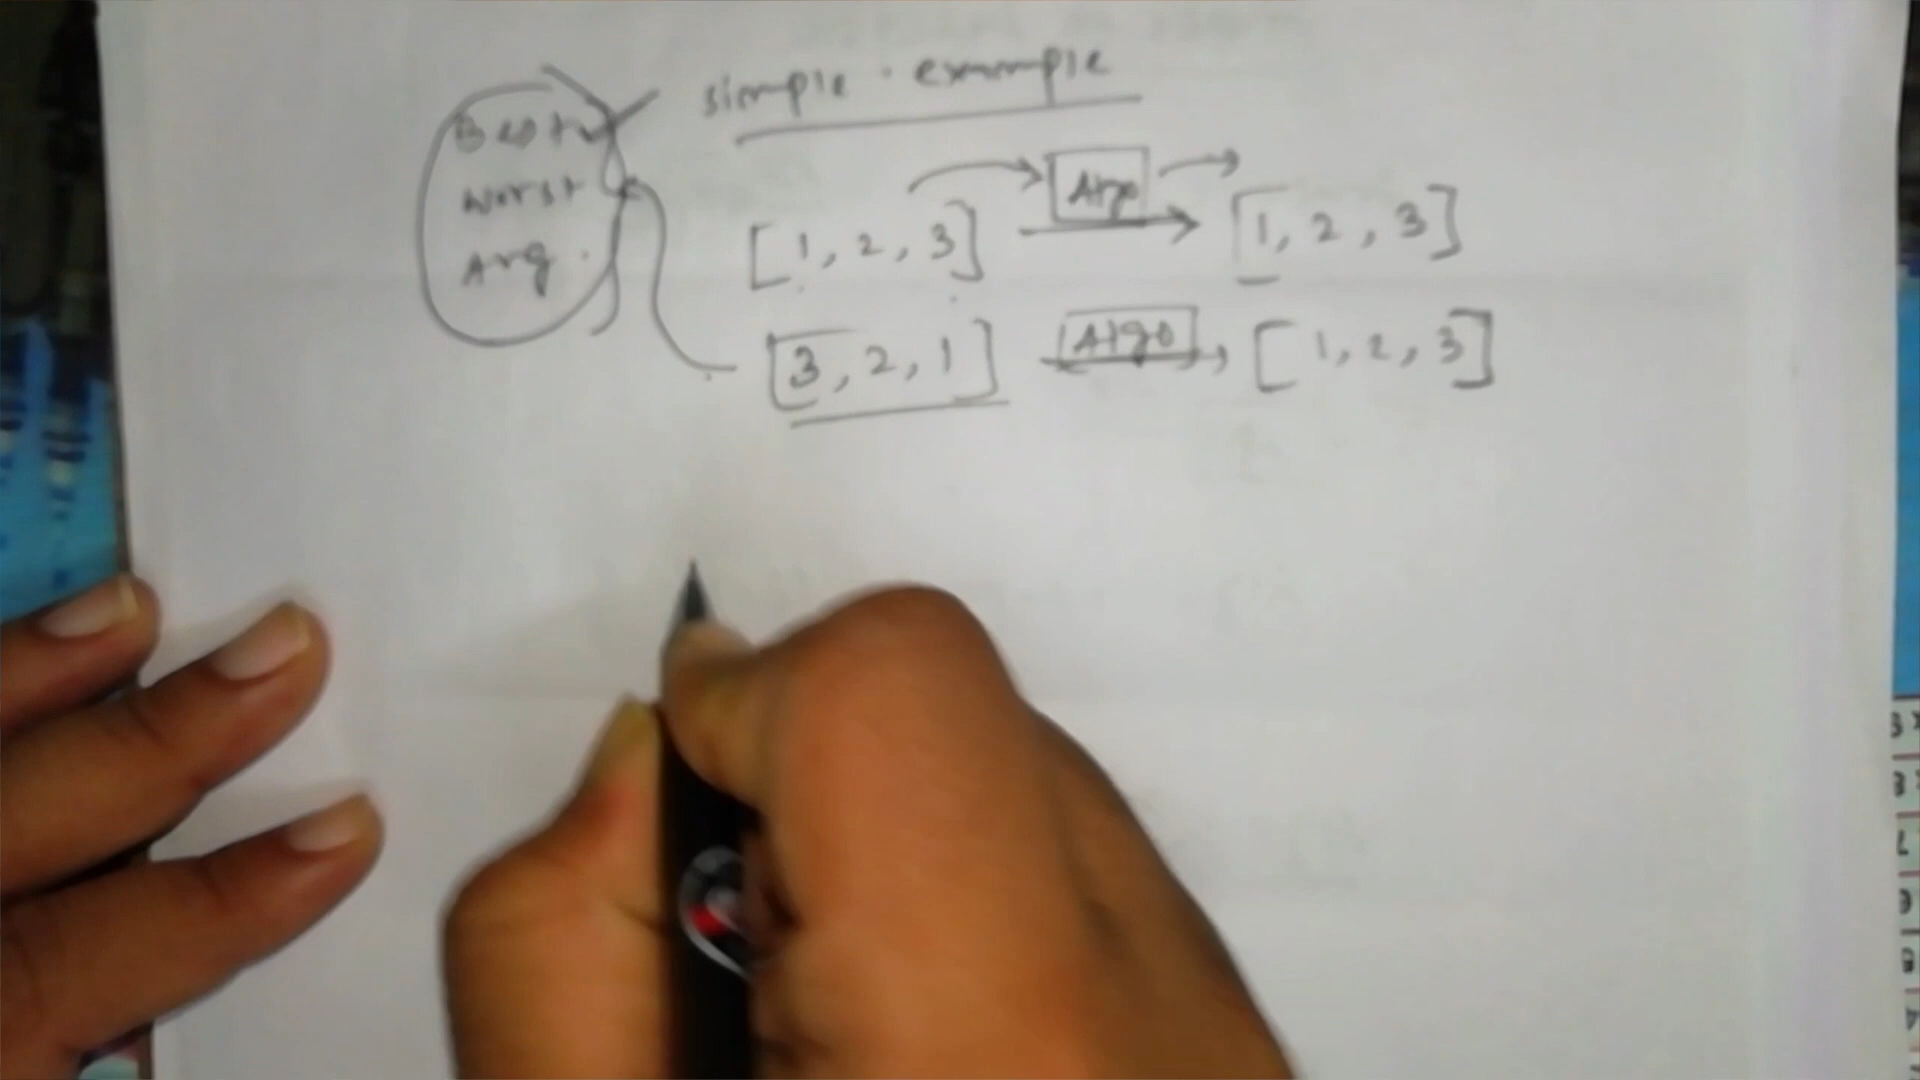 simple . example
Best
Worst
Avg.
[1, 2, 3] Algo [1, 2, 3]
[3, 2, 1] Algo [1, 2, 3]